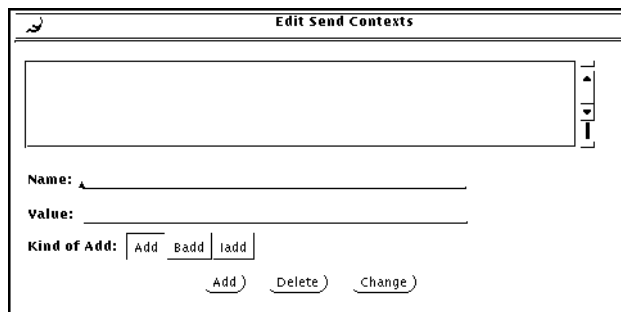 Edit Send Contexts
Name:
Value:
Kind of Add: Add Badd Iadd
Add Delete Change